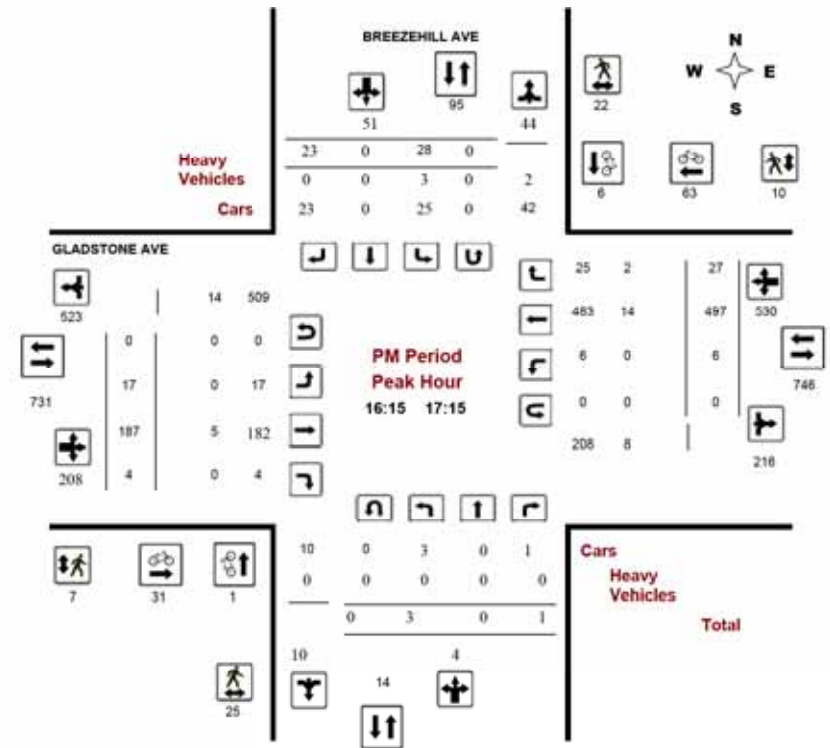 BREEZEHILL AVE
N
W E
S
95
22
51 44
23 0 28 0
Heavy
Vehicles 0 0 3 0 2
Cars 23 0 25 0 42
6 63 10
GLADSTONE AVE
523
14 509
25 2 27
530
0 0 0
483 14 497
731
17 0 17
PM Period
Peak Hour
16:15 17:15
6 0 6
746
187 5 182
0 0 0
208
4 0 4
208 8
216
10 0 3 0 1
Cars
0 0 0 0 0
Heavy
Vehicles
7 31 1
0 3 0 1
Total
10 4
14
25